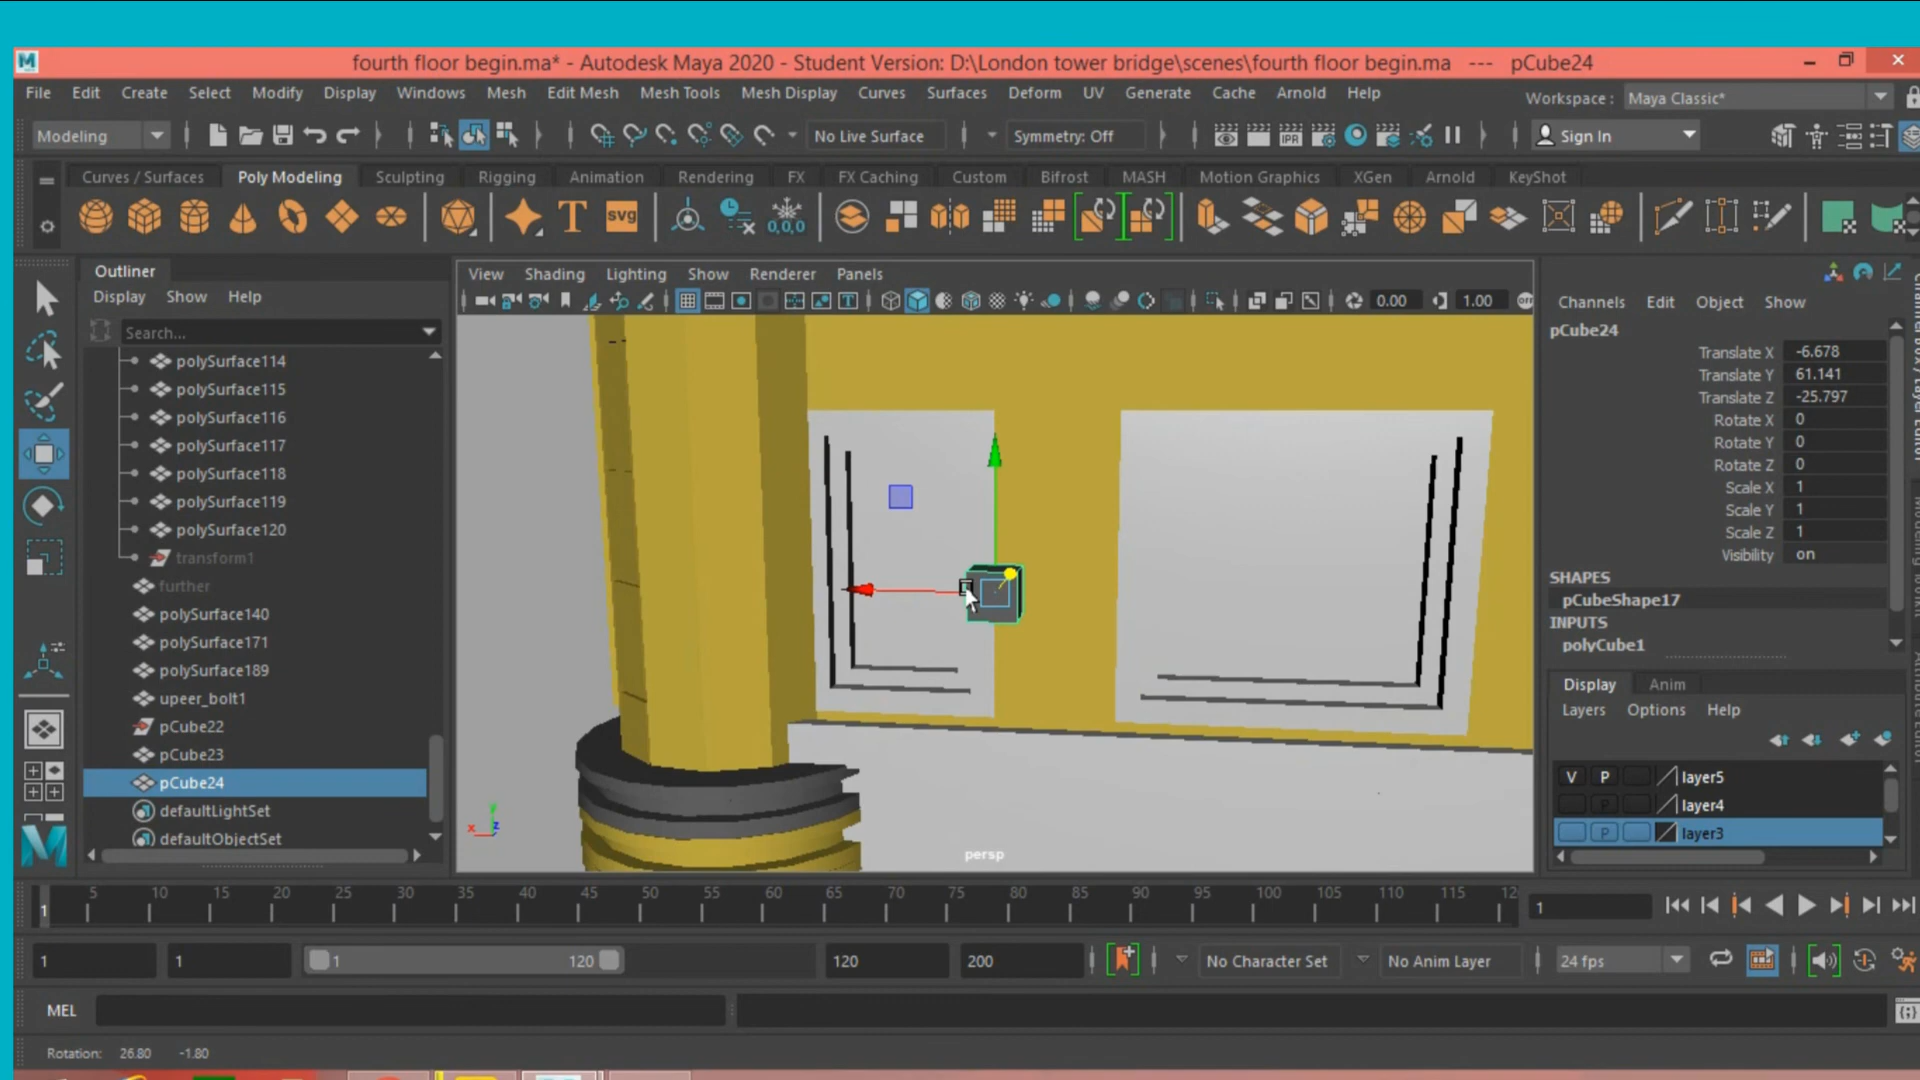 fourth floor begin.ma* - Autodesk Maya 2020 - Student Version: D:\London tower bridge\scenes\fourth floor begin.ma --- pCube24
File Edit Create Select Modify Display Windows Mesh Edit Mesh Mesh Tools Mesh Display Curves Surfaces Deform UV Generate Cache Arnold Help Workspace : Maya Classic*
Modeling No Live Surface Symmetry: Off IPR Sign In
Curves / Surfaces Poly Modeling Sculpting Rigging Animation Rendering FX FX Caching Custom Bifrost MASH Motion Graphics XGen Arnold KeyShot
T svg 0,0,0
Outliner
Display Show Help
Search...
polySurface114
polySurface115
polySurface116
polySurface117
polySurface118
polySurface119
polySurface120
transform1
further
polySurface140
polySurface171
polySurface189
upeer_bolt1
pCube22
pCube23
pCube24
defaultLightSet
defaultObjectSet
View Shading Lighting Show Renderer Panels
0.00 1.00
persp
x y z
Channels Edit Object Show
pCube24
Translate X -6.678
Translate Y 61.141
Translate Z -25.797
Rotate X 0
Rotate Y 0
Rotate Z 0
Scale X 1
Scale Y 1
Scale Z 1
Visibility on
SHAPES
pCubeShape17
INPUTS
polyCube1
Display Anim
Layers Options Help
V P layer5
P layer4
P layer3
5 10 15 20 25 30 35 40 45 50 55 60 65 70 75 80 85 90 95 100 105 110 115 12
1 1
1 1 1 120 120 200 No Character Set No Anim Layer 24 fps
MEL
Rotation: 26.80 -1.80